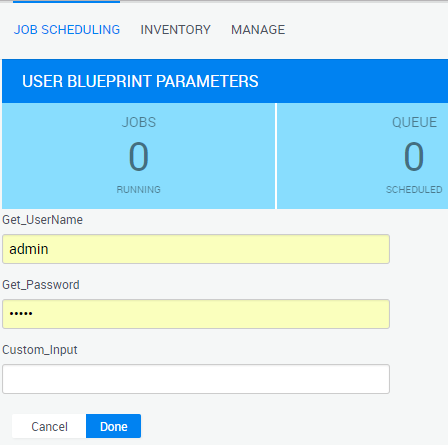 JOB SCHEDULING INVENTORY MANAGE
USER BLUEPRINT PARAMETERS
JOBS QUEUE
0 0
RUNNING SCHEDULED
Get_UserName
admin
Get_Password
•••••
Custom_Input
Cancel Done